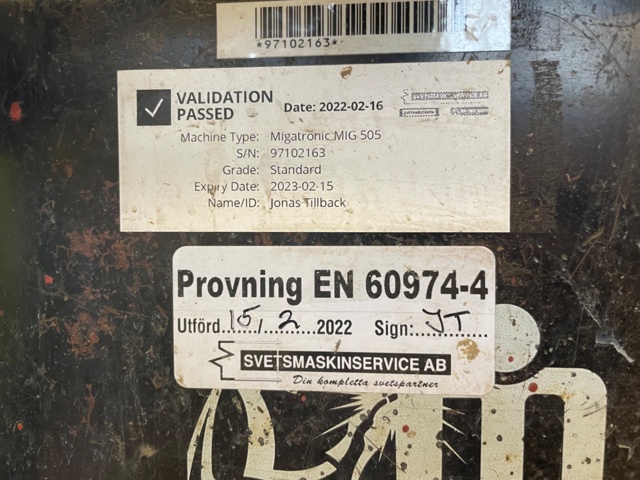 *97102163*
VALIDATION
PASSED
Date: 2022-02-16
Machine Type: Migatronic MIG 505
S/N: 97102163
Grade: Standard
Expiry Date: 2023-02-15
Name/ID: Jonas Tillback
Provning EN 60974-4
Utförd....15../...2.......2022 Sign:..JT..........
SVETSMASKINSERVICE AB
Din kompletta svetspartner